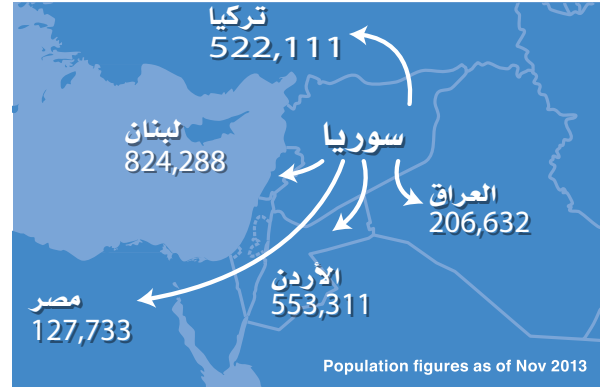 تركيا
522,111
سوريا
لبنان
824,288
العراق
206,632
الأردن
553,311
مصر
127,733
Population figures as of Nov 2013